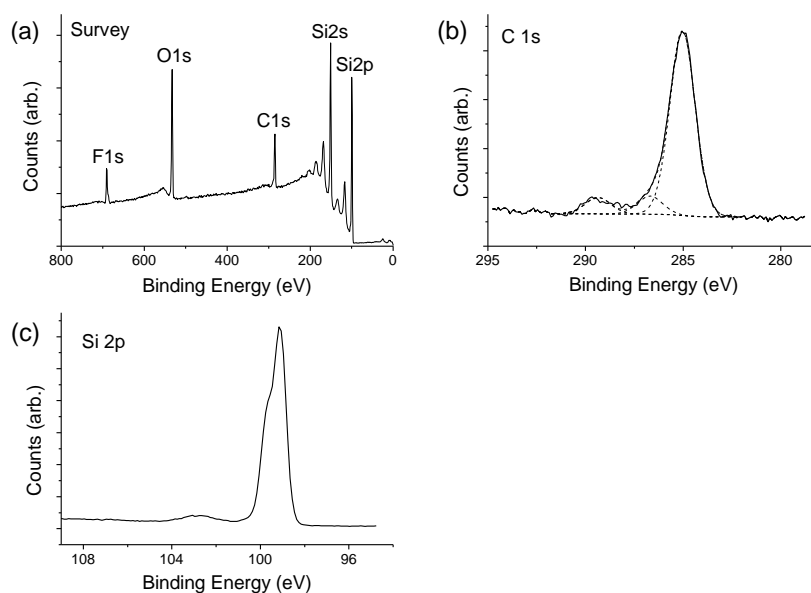 (a) Survey
F1s
O1s
C1s
Si2s
Si2p
Counts (arb.)
800 600 400 200 0
Binding Energy (eV)
(b) C 1s
Counts (arb.)
295 290 285 280
Binding Energy (eV)
(c) Si 2p
Counts (arb.)
108 104 100 96
Binding Energy (eV)